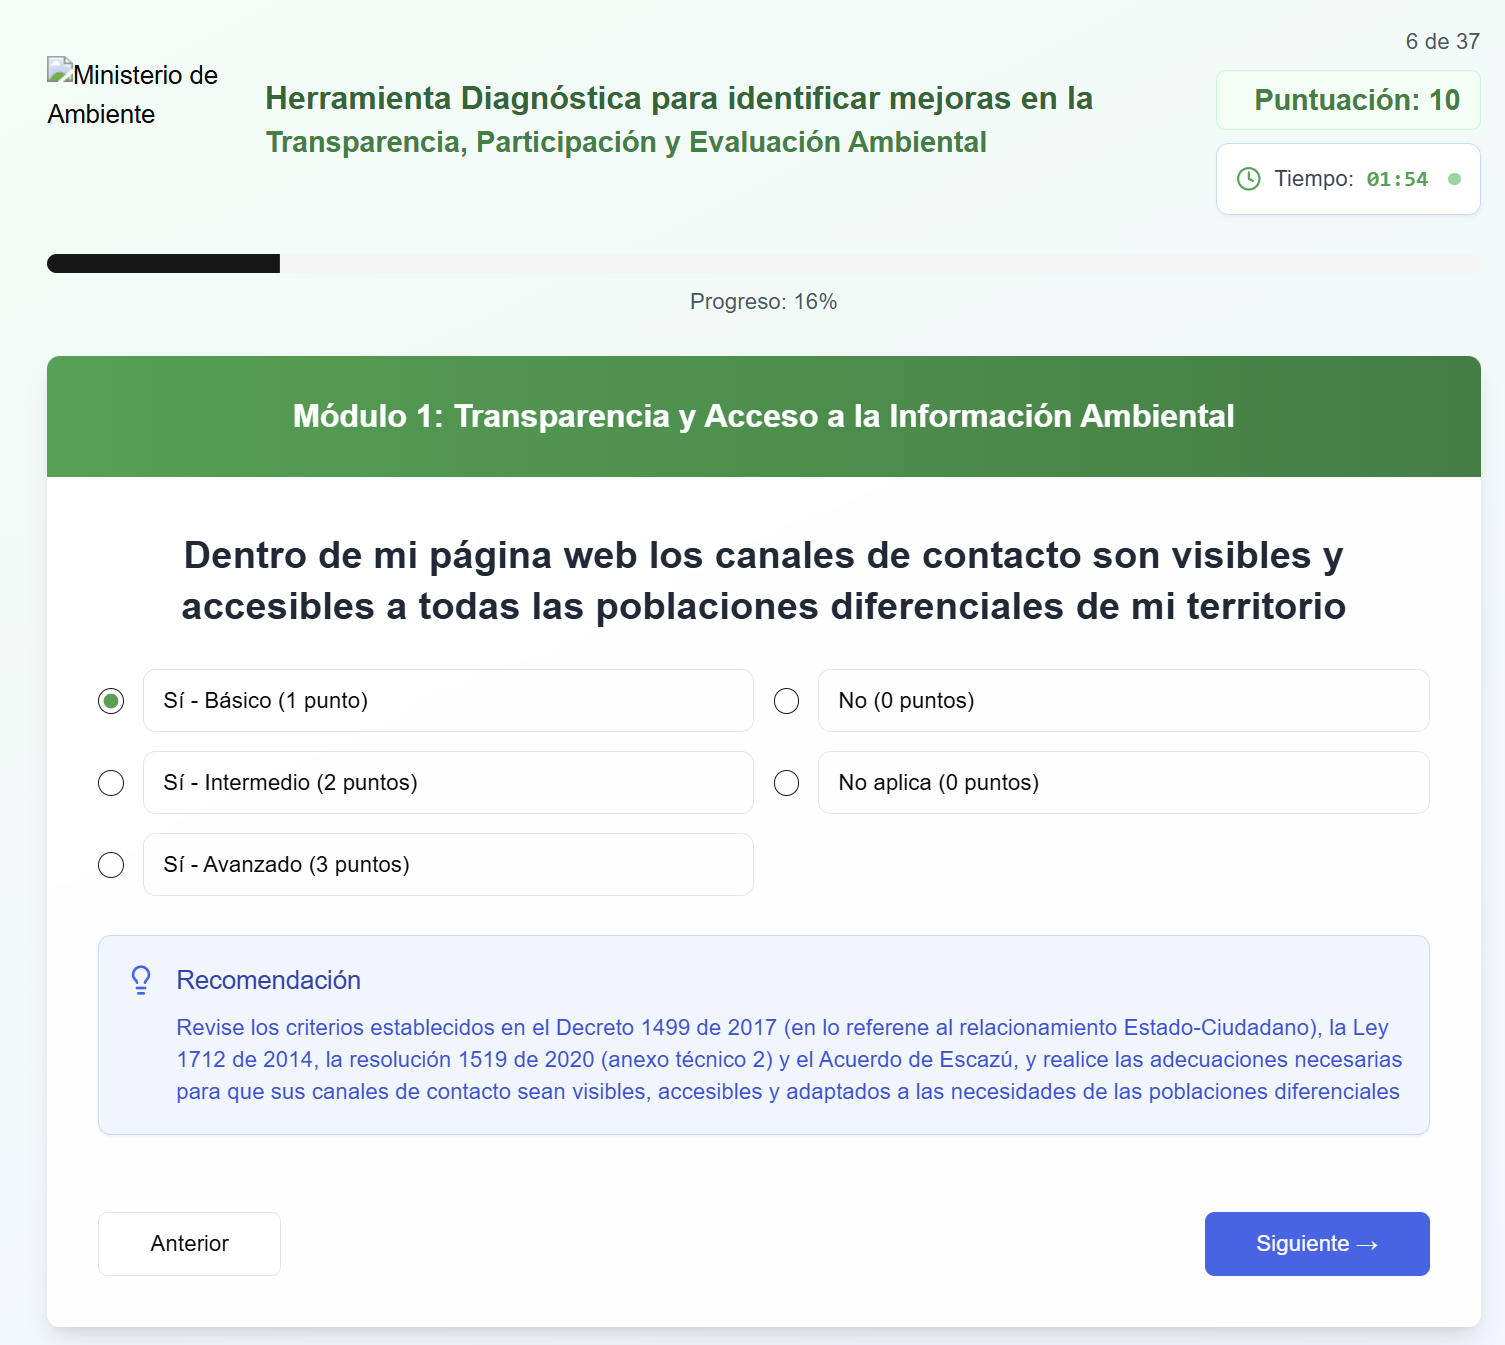 6 de 37
Ministerio de
Ambiente
Herramienta Diagnóstica para identificar mejoras en la
Transparencia, Participación y Evaluación Ambiental
Puntuación: 10
Tiempo: 01:54
Progreso: 16%
Módulo 1: Transparencia y Acceso a la Información Ambiental
Dentro de mi página web los canales de contacto son visibles y
accesibles a todas las poblaciones diferenciales de mi territorio
Sí - Básico (1 punto)
No (0 puntos)
Sí - Intermedio (2 puntos)
No aplica (0 puntos)
Sí - Avanzado (3 puntos)
Recomendación
Revise los criterios establecidos en el Decreto 1499 de 2017 (en lo referene al relacionamiento Estado-Ciudadano), la Ley
1712 de 2014, la resolución 1519 de 2020 (anexo técnico 2) y el Acuerdo de Escazú, y realice las adecuaciones necesarias
para que sus canales de contacto sean visibles, accesibles y adaptados a las necesidades de las poblaciones diferenciales
Anterior
Siguiente →